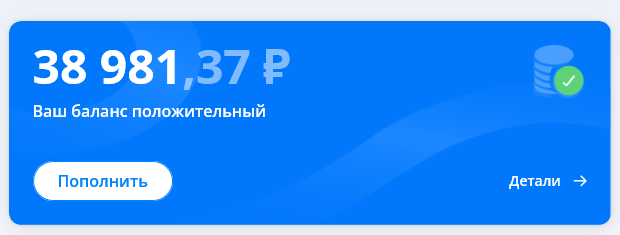 38 981,37 ₽
Ваш баланс положительный
Пополнить
Детали →